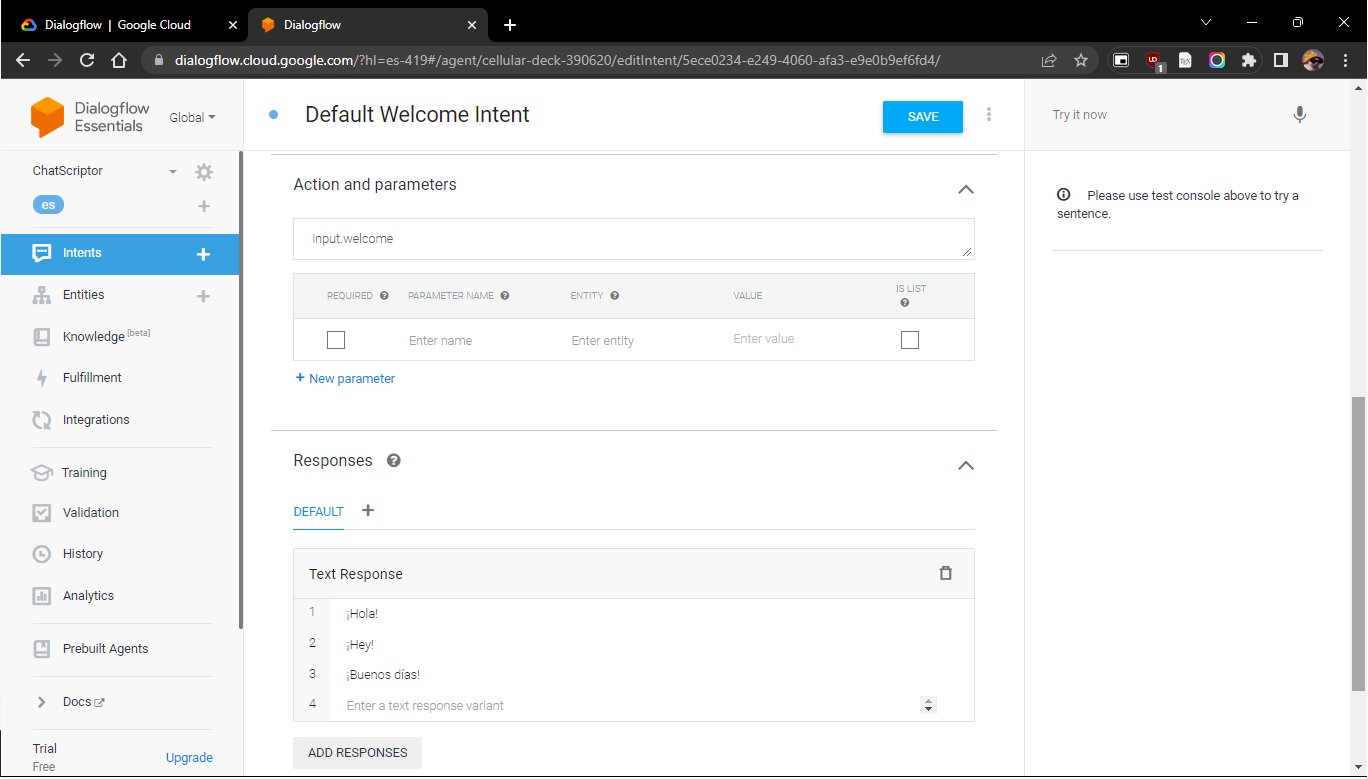 Dialogflow | Google Cloud
Dialogflow
dialogflow.cloud.google.com/?hl=es-419#/agent/cellular-deck-390620/editIntent/5ece0234-e249-4060-afa3-e9e0b9ef6fd4/
Dialogflow
Essentials
Global
ChatScriptor
es
Intents
Entities
Knowledge [beta]
Fulfillment
Integrations
Training
Validation
History
Analytics
Prebuilt Agents
Docs
Trial
Free
Upgrade
Default Welcome Intent
SAVE
Action and parameters
input.welcome
REQUIRED PARAMETER NAME ENTITY VALUE IS LIST
Enter name Enter entity Enter value
+ New parameter
Responses
DEFAULT +
Text Response
1 ¡Hola!
2 ¡Hey!
3 ¡Buenos días!
4 Enter a text response variant
ADD RESPONSES
Try it now
Please use test console above to try a
sentence.